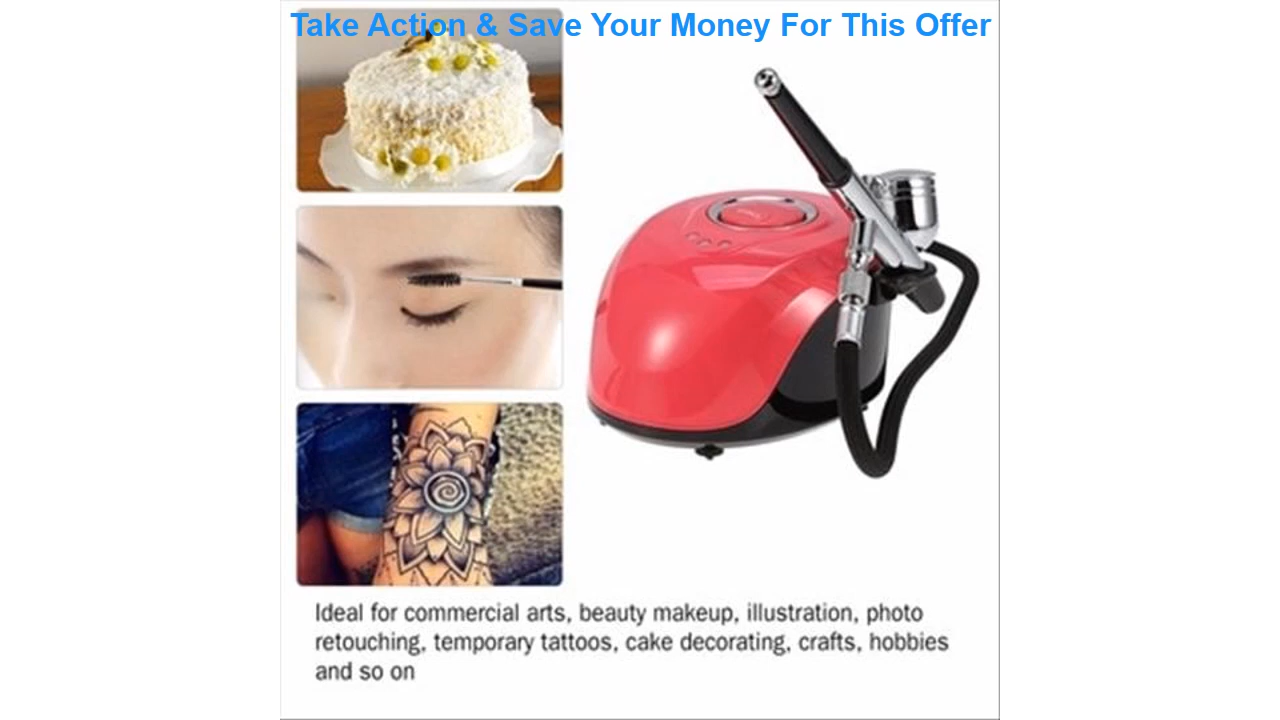 Take Action & Save Your Money For This Offer
Ideal for commercial arts, beauty makeup, illustration, photo
retouching, temporary tattoos, cake decorating, crafts, hobbies
and so on